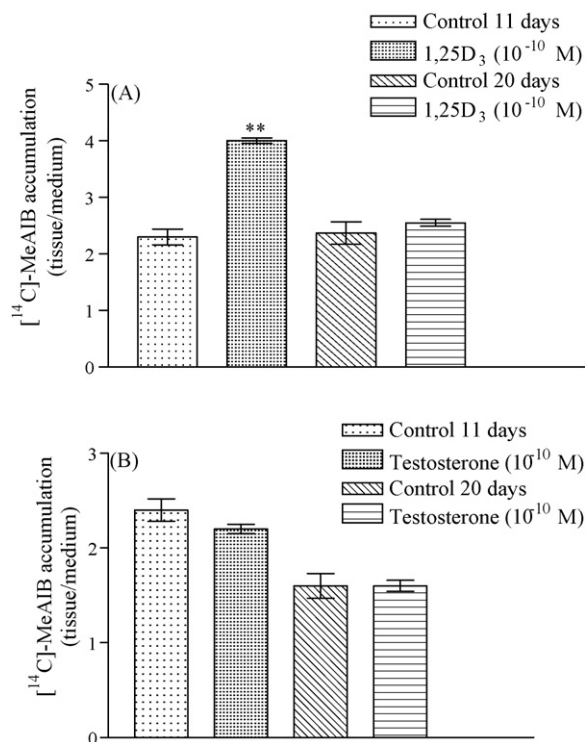 Control 11 days
1,25D₃ (10⁻¹⁰ M)
Control 20 days
1,25D₃ (10⁻¹⁰ M)
(A)
5
4
3
2
1
0
**
[¹⁴C]-MeAIB accumulation
(tissue/medium)
Control 11 days
Testosterone (10⁻¹⁰ M)
Control 20 days
Testosterone (10⁻¹⁰ M)
(B)
3
2
1
0
[¹⁴C]-MeAIB accumulation
(tissue/medium)